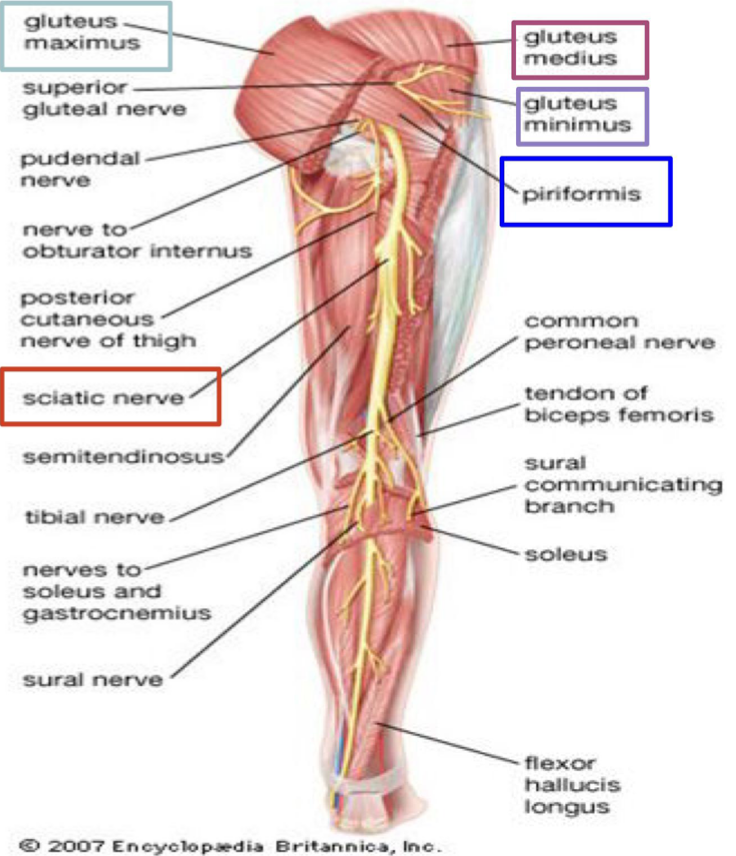 gluteus
maximus
superior
gluteal nerve
pudendal
nerve
nerve to
obturator internus
posterior
cutaneous
nerve of thigh
sciatic nerve
semitendinosus
tibial nerve
nerves to
soleus and
gastrocnemius
sural nerve
gluteus
medius
gluteus
minimus
piriformis
common
peroneal nerve
tendon of
biceps femoris
sural
communicating
branch
soleus
flexor
hallucis
longus
© 2007 Encyclopædia Britannica, Inc.